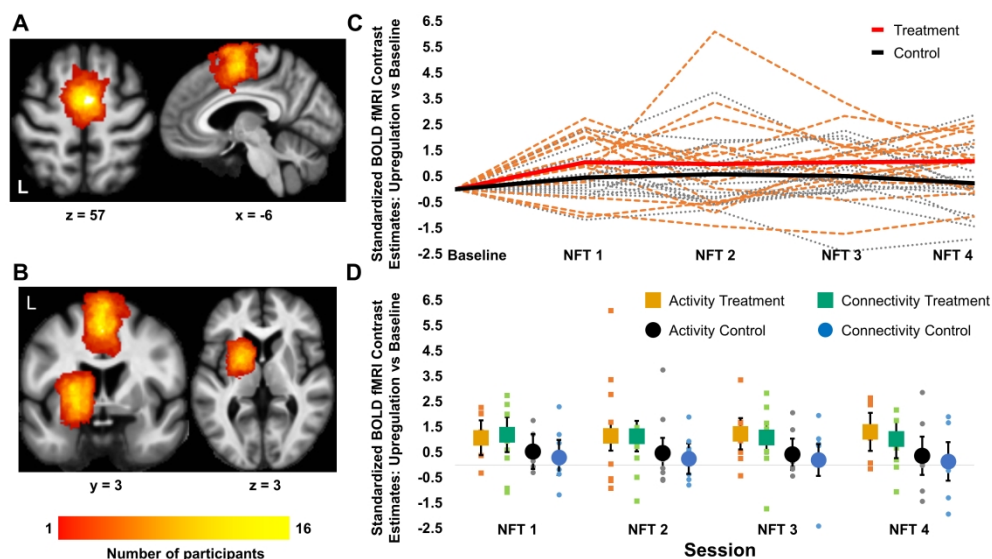 A
L
z = 57
x = -6
B
L
y = 3
z = 3
1
16
Number of participants
C
Standardized BOLD fMRI Contrast
Estimates: Upregulation vs Baseline
6.5
5.5
4.5
3.5
2.5
1.5
0.5
-0.5
-1.5
-2.5
Treatment
Control
Baseline
NFT 1
NFT 2
NFT 3
NFT 4
D
Standardized BOLD fMRI Contrast
Estimates: Upregulation vs Baseline
6.5
5.5
4.5
3.5
2.5
1.5
0.5
-0.5
-1.5
-2.5
Activity Treatment
Connectivity Treatment
Activity Control
Connectivity Control
NFT 1
NFT 2
NFT 3
NFT 4
Session